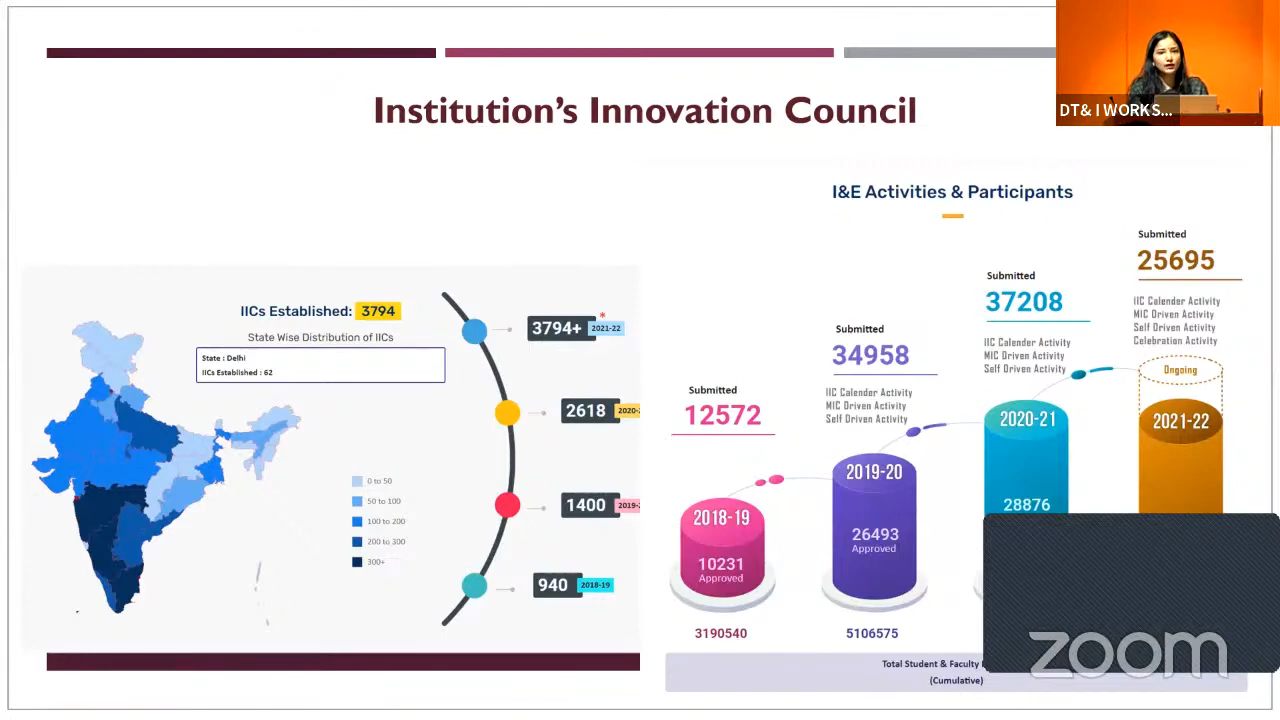 DT& I WORKS...
Institution's Innovation Council
IICs Established: 3794
State Wise Distribution of IICs
State : Delhi
IICs Established : 62
0 to 50
50 to 100
100 to 200
200 to 300
300+
3794+ 2021-22 *
2618 2020-2
1400 2019-2
940 2018-19
I&E Activities & Participants
Submitted
12572
2018-19
10231
Approved
3190540
Submitted
34958
IIC Calender Activity
MIC Driven Activity
Self Driven Activity
2019-20
26493
Approved
5106575
Submitted
37208
IIC Calender Activity
MIC Driven Activity
Self Driven Activity
2020-21
28876
Submitted
25695
IIC Calender Activity
MIC Driven Activity
Self Driven Activity
Celebration Activity
Ongoing
2021-22
Total Student & Faculty
(Cumulative)
zoom